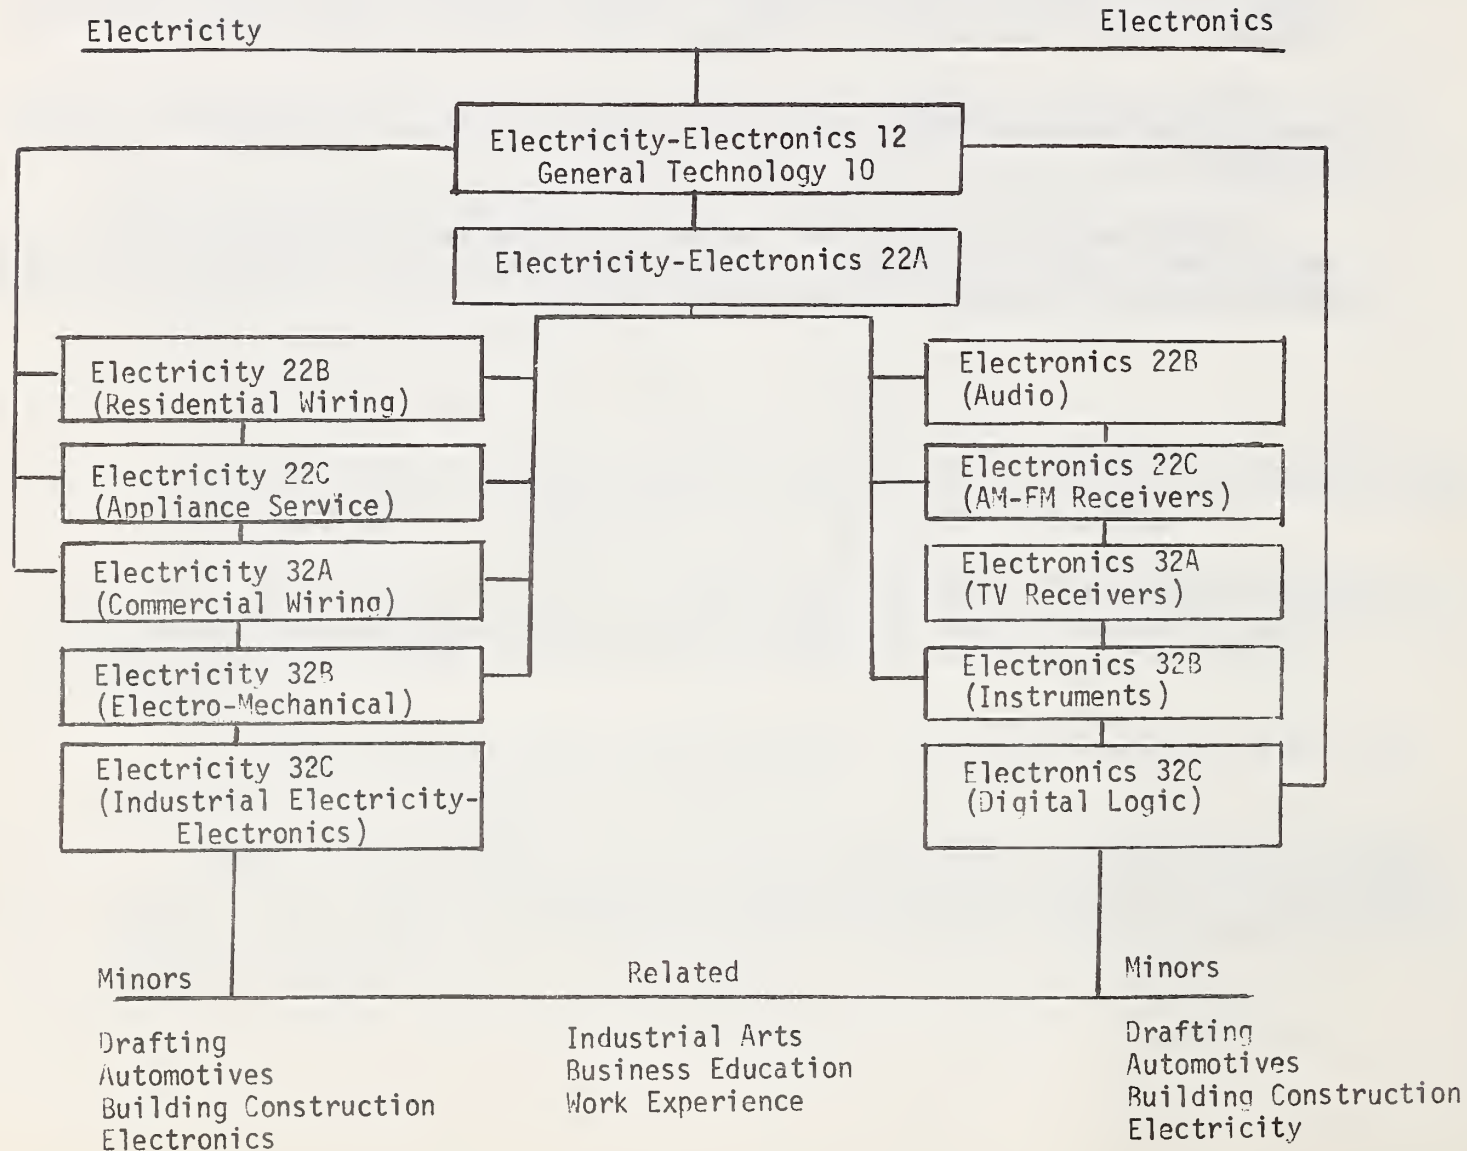 Electricity
Electronics
Electricity-Electronics 12
General Technology 10
Electricity-Electronics 22A
Electricity 22B
(Residential Wiring)
Electricity 22C
(Appliance Service)
Electricity 32A
(Commercial Wiring)
Electricity 32B
(Electro-Mechanical)
Electricity 32C
(Industrial Electricity-
Electronics)
Electronics 22B
(Audio)
Electronics 22C
(AM-FM Receivers)
Electronics 32A
(TV Receivers)
Electronics 32B
(Instruments)
Electronics 32C
(Digital Logic)
Minors
Drafting
Automotives
Building Construction
Electronics
Related
Industrial Arts
Business Education
Work Experience
Minors
Drafting
Automotives
Building Construction
Electricity